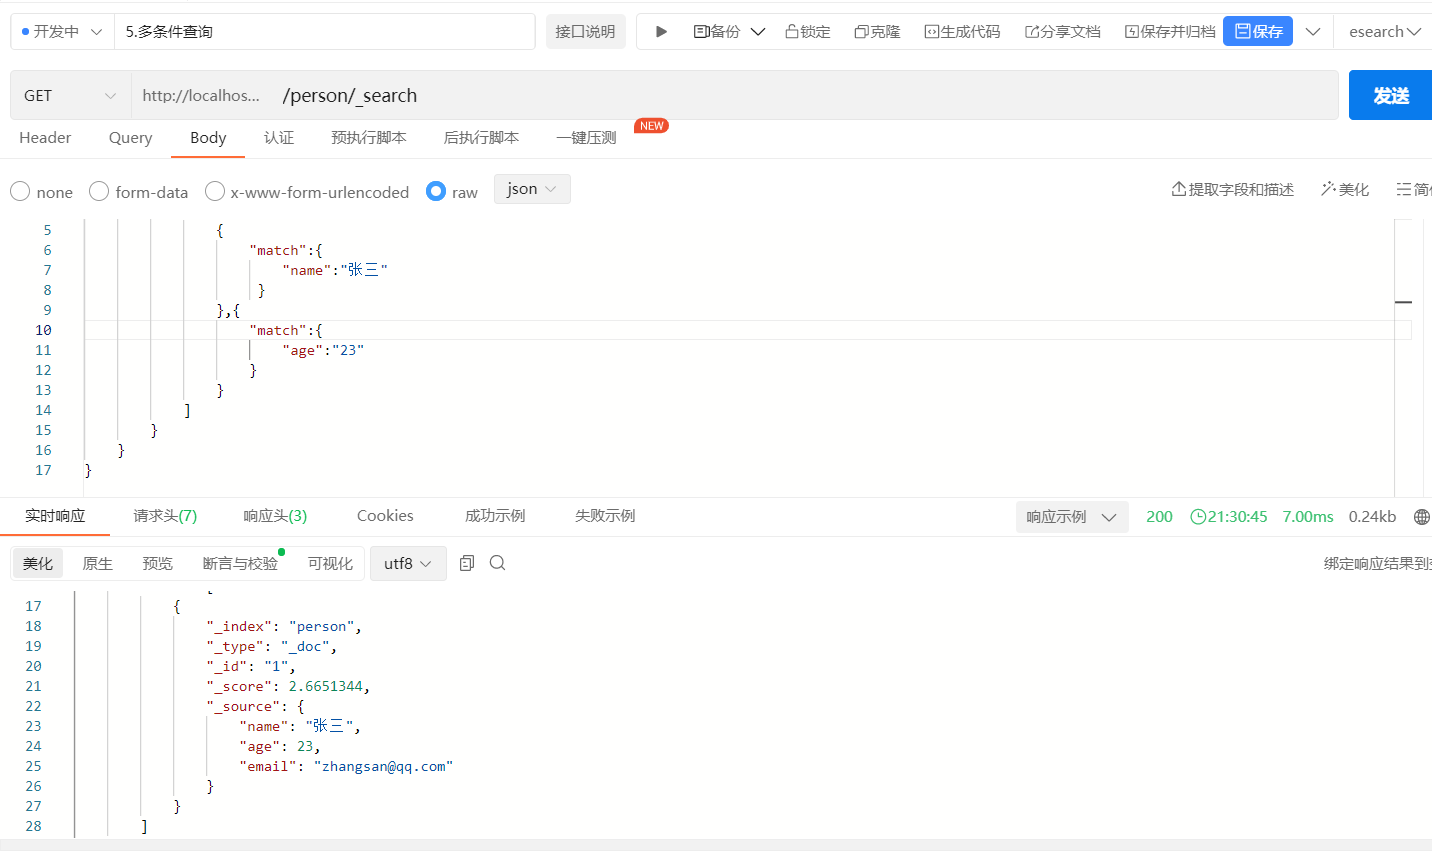 开发中 5.多条件查询 接口说明 备份 锁定 克隆 生成代码 分享文档 保存并归档 保存 esearch
GET http://localhos... /person/_search 发送
Header Query Body 认证 预执行脚本 后执行脚本 一键压测 NEW
none form-data x-www-form-urlencoded raw json 提取字段和描述 美化
5 {
6 "match":{
7 "name":"张三"
8 }
9 },{
10 "match":{
11 "age":"23"
12 }
13 }
14 ]
15 }
16 }
17 }
实时响应 请求头(7) 响应头(3) Cookies 成功示例 失败示例 响应示例 200 21:30:45 7.00ms 0.24kb
美化 原生 预览 断言与校验 可视化 utf8 绑定响应结果到
17 {
18 "_index": "person",
19 "_type": "_doc",
20 "_id": "1",
21 "_score": 2.6651344,
22 "_source": {
23 "name": "张三",
24 "age": 23,
25 "email": "zhangsan@qq.com"
26 }
27 }
28 ]